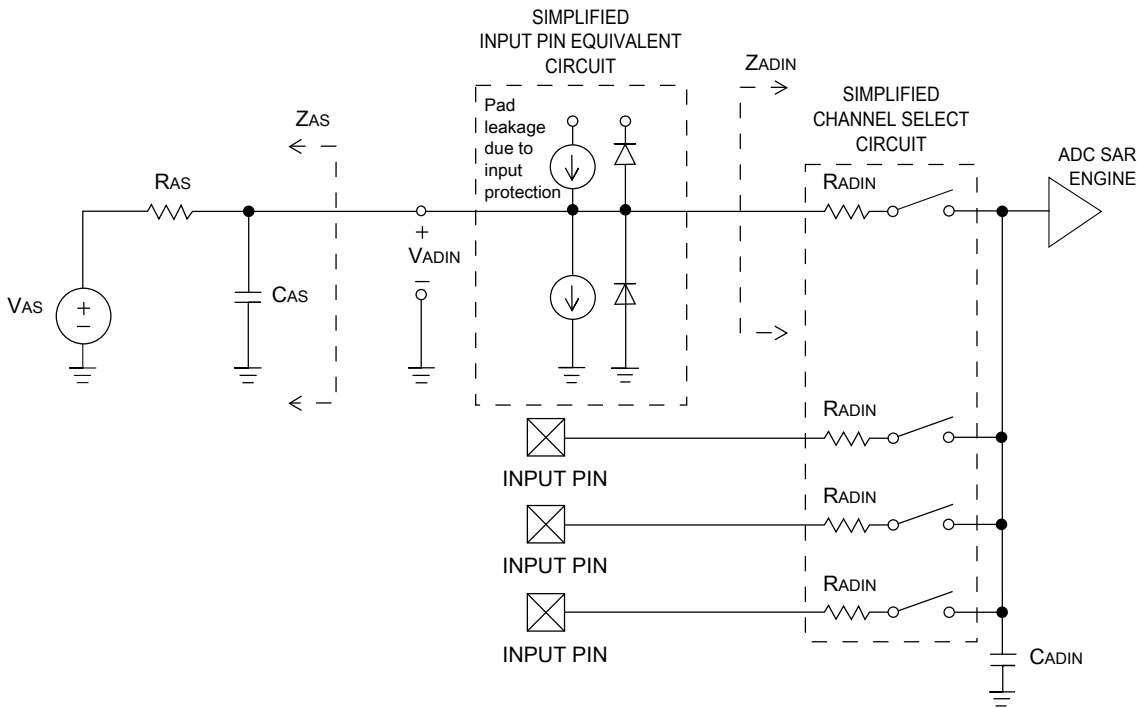 SIMPLIFIED
INPUT PIN EQUIVALENT
CIRCUIT
Pad
leakage
due to
input
protection
ZAS
RAS
VADIN
+
−
CAS
VAS
+
−
ZADIN
SIMPLIFIED
CHANNEL SELECT
CIRCUIT
RADIN
ADC SAR
ENGINE
RADIN
INPUT PIN
RADIN
INPUT PIN
RADIN
INPUT PIN
CADIN